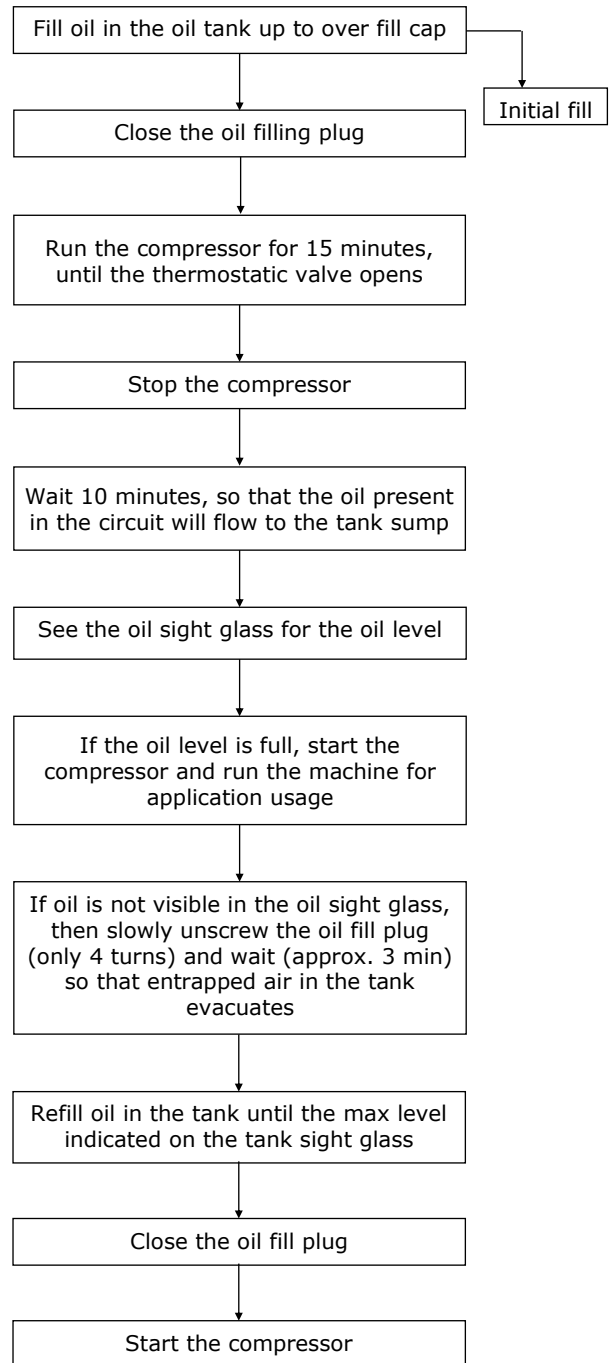 Fill oil in the oil tank up to over fill cap
Initial fill
Close the oil filling plug
Run the compressor for 15 minutes,
until the thermostatic valve opens
Stop the compressor
Wait 10 minutes, so that the oil present
in the circuit will flow to the tank sump
See the oil sight glass for the oil level
If the oil level is full, start the
compressor and run the machine for
application usage
If oil is not visible in the oil sight glass,
then slowly unscrew the oil fill plug
(only 4 turns) and wait (approx. 3 min)
so that entrapped air in the tank
evacuates
Refill oil in the tank until the max level
indicated on the tank sight glass
Close the oil fill plug
Start the compressor